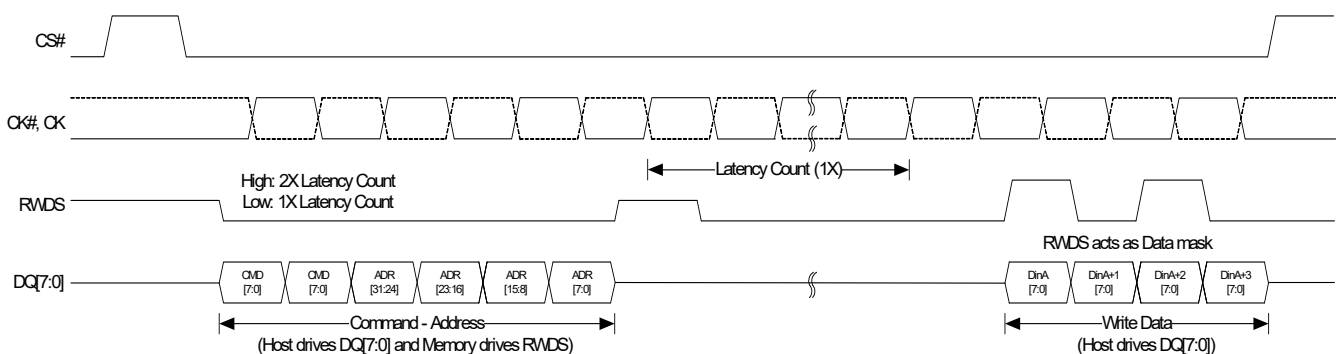 CS#
CK#, CK
Latency Count (1X)
High: 2X Latency Count
Low: 1X Latency Count
RWDS
RWDS acts as Data mask
DQ[7:0]
CMD [7:0]
CMD [7:0]
ADR [31:24]
ADR [23:16]
ADR [15:8]
ADR [7:0]
DinA [7:0]
DinA+1 [7:0]
DinA+2 [7:0]
DinA+3 [7:0]
Command - Address
(Host drives DQ[7:0] and Memory drives RWDS)
Write Data
(Host drives DQ[7:0])